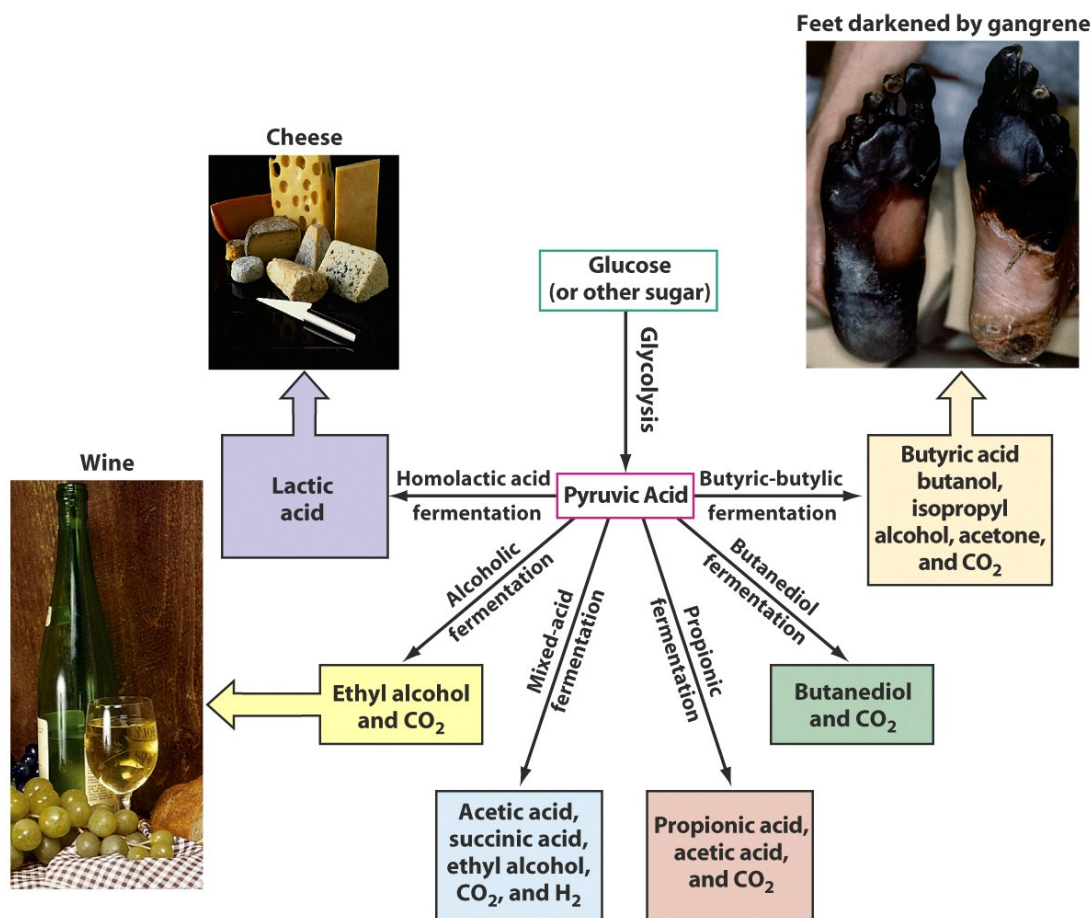 Feet darkened by gangrene
Cheese
Glucose
(or other sugar)
Glycolysis
Wine
Lactic
acid
Homolactic acid
fermentation
Pyruvic Acid
Butyric-butylic
fermentation
Butyric acid
butanol,
isopropyl
alcohol, acetone,
and CO₂
Alcoholic
fermentation
Mixed-acid
fermentation
Propionic
fermentation
Butanediol
fermentation
Ethyl alcohol
and CO₂
Butanediol
and CO₂
Acetic acid,
succinic acid,
ethyl alcohol,
CO₂, and H₂
Propionic acid,
acetic acid,
and CO₂